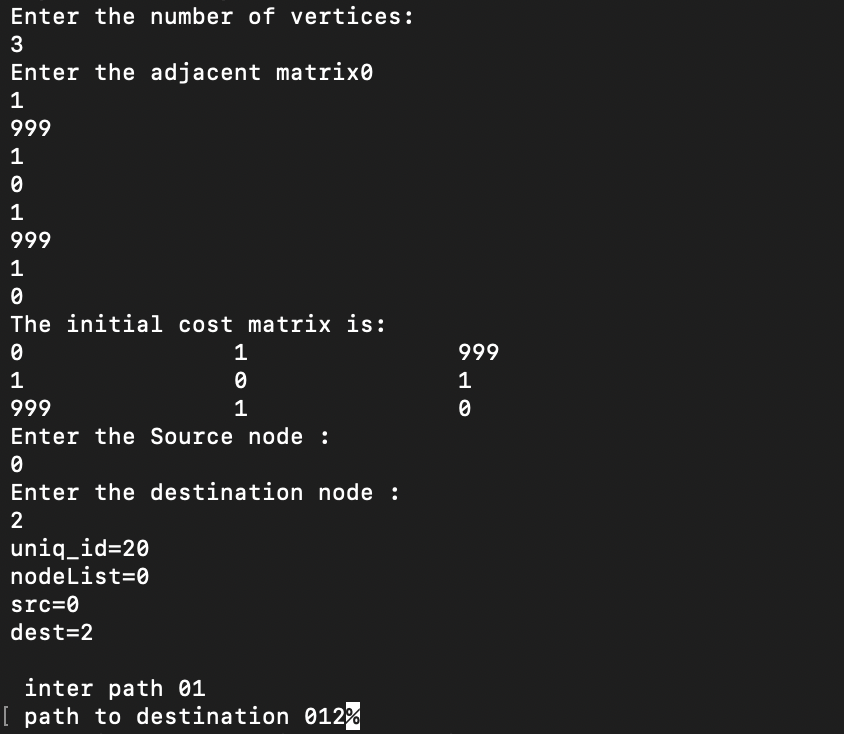 Enter the number of vertices:
3
Enter the adjacent matrix0
1
999
1
0
1
999
1
0
The initial cost matrix is:
0 1 999
1 0 1
999 1 0
Enter the Source node :
0
Enter the destination node :
2
uniq_id=20
nodeList=0
src=0
dest=2
inter path 01
[ path to destination 012%